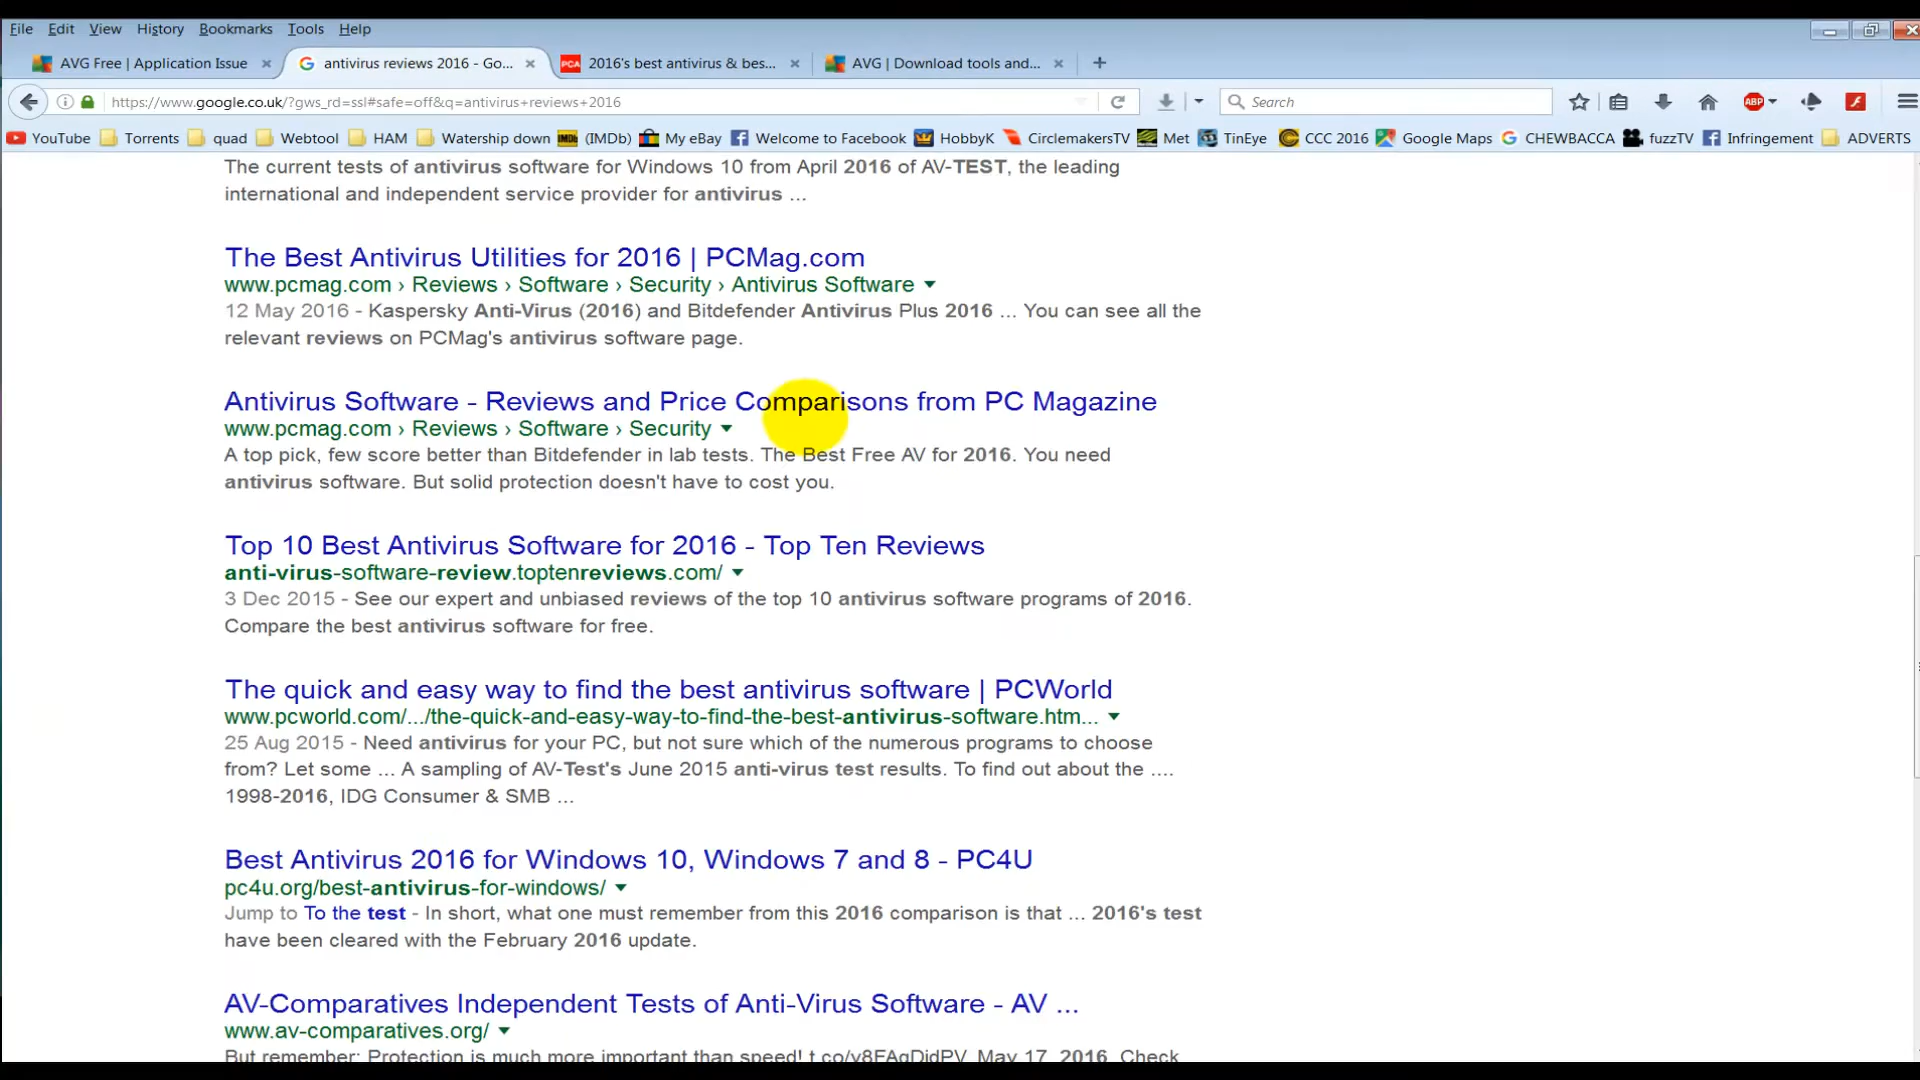 File Edit View History Bookmarks Tools Help
AVG Free | Application Issue
antivirus reviews 2016 - Go...
2016's best antivirus & bes...
AVG | Download tools and...
https://www.google.co.uk/?gws_rd=ssl#safe=off&q=antivirus+reviews+2016
Search
ABP
YouTube Torrents quad Webtool HAM Watership down (IMDb) My eBay Welcome to Facebook HobbyK CirclemakersTV Met TinEye CCC 2016 Google Maps CHEWBACCA fuzzTV Infringement ADVERTS
The current tests of antivirus software for Windows 10 from April 2016 of AV-TEST, the leading
international and independent service provider for antivirus ...
The Best Antivirus Utilities for 2016 | PCMag.com
www.pcmag.com › Reviews › Software › Security › Antivirus Software
12 May 2016 - Kaspersky Anti-Virus (2016) and Bitdefender Antivirus Plus 2016 ... You can see all the
relevant reviews on PCMag's antivirus software page.
Antivirus Software - Reviews and Price Comparisons from PC Magazine
www.pcmag.com › Reviews › Software › Security
A top pick, few score better than Bitdefender in lab tests. The Best Free AV for 2016. You need
antivirus software. But solid protection doesn't have to cost you.
Top 10 Best Antivirus Software for 2016 - Top Ten Reviews
anti-virus-software-review.toptenreviews.com/
3 Dec 2015 - See our expert and unbiased reviews of the top 10 antivirus software programs of 2016.
Compare the best antivirus software for free.
The quick and easy way to find the best antivirus software | PCWorld
www.pcworld.com/.../the-quick-and-easy-way-to-find-the-best-antivirus-software.htm...
25 Aug 2015 - Need antivirus for your PC, but not sure which of the numerous programs to choose
from? Let some ... A sampling of AV-Test's June 2015 anti-virus test results. To find out about the ....
1998-2016, IDG Consumer & SMB ...
Best Antivirus 2016 for Windows 10, Windows 7 and 8 - PC4U
pc4u.org/best-antivirus-for-windows/
Jump to To the test - In short, what one must remember from this 2016 comparison is that ... 2016's test
have been cleared with the February 2016 update.
AV-Comparatives Independent Tests of Anti-Virus Software - AV ...
www.av-comparatives.org/
But remember: Protection is much more important than speed! t.co/y8FAgDjdPV. May 17, 2016. Check